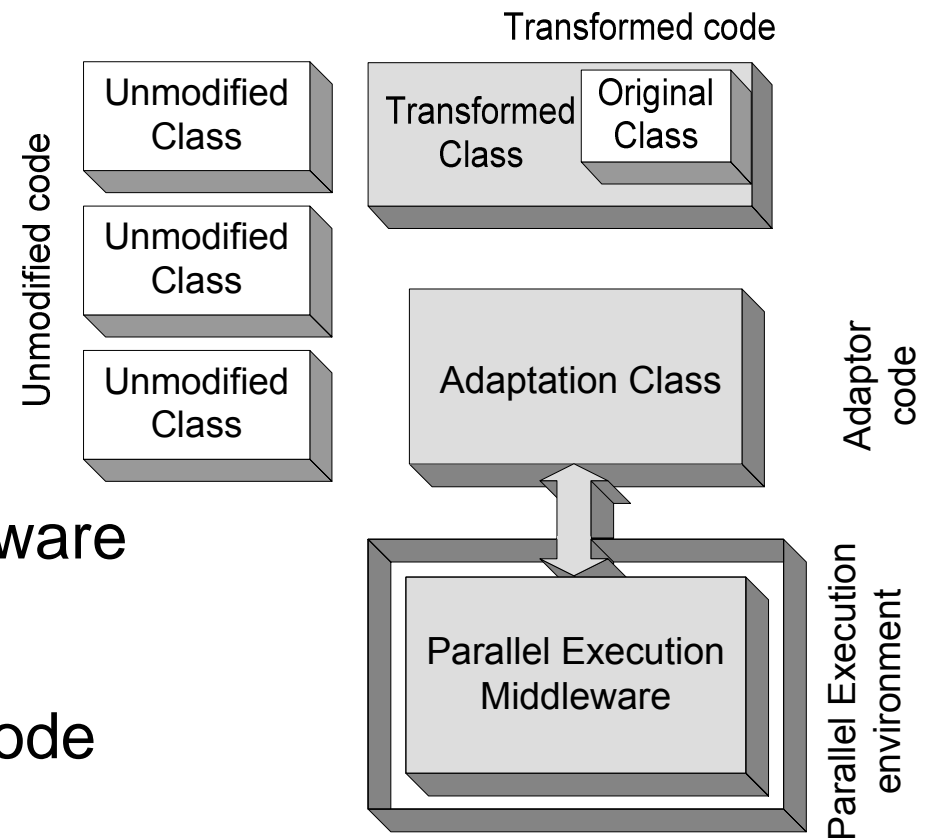 Transformed code
Unmodified code
Unmodified
Class
Unmodified
Class
Unmodified
Class
Transformed
Class
Original
Class
Adaptation Class
Adaptor
code
ware
ode
Parallel Execution
Middleware
Parallel Execution
environment